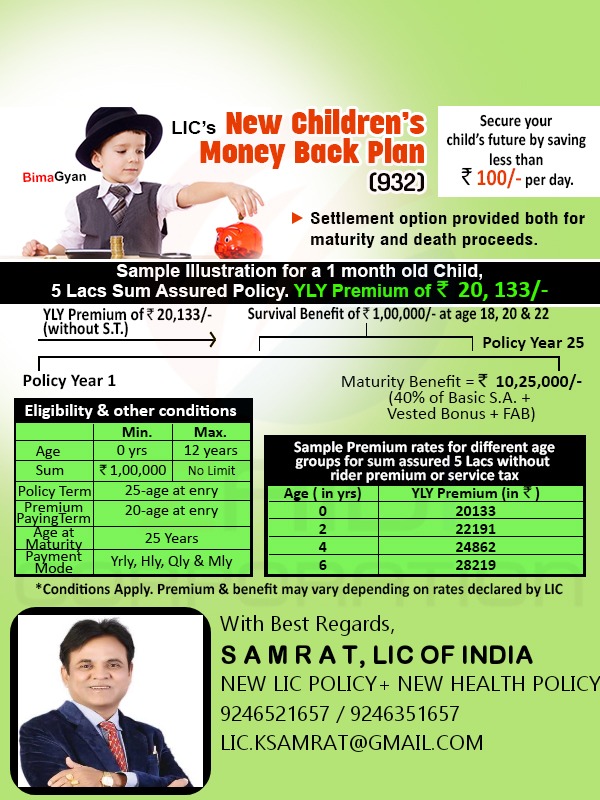 LIC's New Children's
Money Back Plan
(932)
BimaGyan
Secure your
child's future by saving
less than
₹ 100/- per day.
▶ Settlement option provided both for
maturity and death proceeds.
Sample Illustration for a 1 month old Child,
5 Lacs Sum Assured Policy. YLY Premium of ₹ 20, 133/-
YLY Premium of ₹ 20,133/-
(without S.T.)
Survival Benefit of ₹ 1,00,000/- at age 18, 20 & 22
Policy Year 25
Policy Year 1
Maturity Benefit = ₹ 10,25,000/-
(40% of Basic S.A. +
Vested Bonus + FAB)
Eligibility & other conditions
Min. Max.
Age 0 yrs 12 years
Sum ₹ 1,00,000 No Limit
Policy Term 25-age at enry
Premium
PayingTerm 20-age at enry
Age at
Maturity 25 Years
Payment
Mode Yrly, Hly, Qly & Mly
Sample Premium rates for different age
groups for sum assured 5 Lacs without
rider premium or service tax
Age ( in yrs) YLY Premium (in ₹ )
0 20133
2 22191
4 24862
6 28219
*Conditions Apply. Premium & benefit may vary depending on rates declared by LIC
With Best Regards,
S A M R A T, LIC OF INDIA
NEW LIC POLICY+ NEW HEALTH POLICY
9246521657 / 9246351657
LIC.KSAMRAT@GMAIL.COM